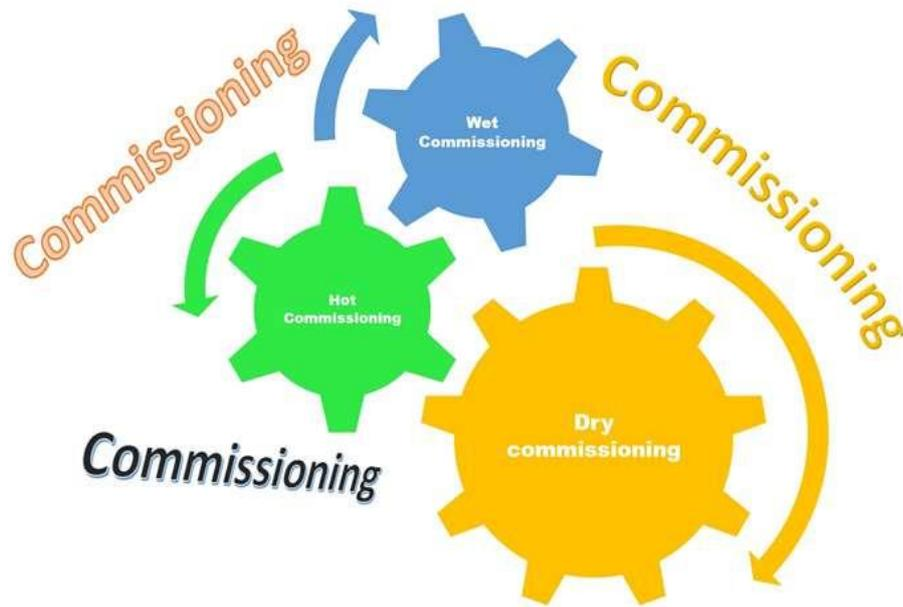 Commissioning
Commissioning
Wet
Commissioning
Hot
Commissioning
Dry
commissioning
Commissioning